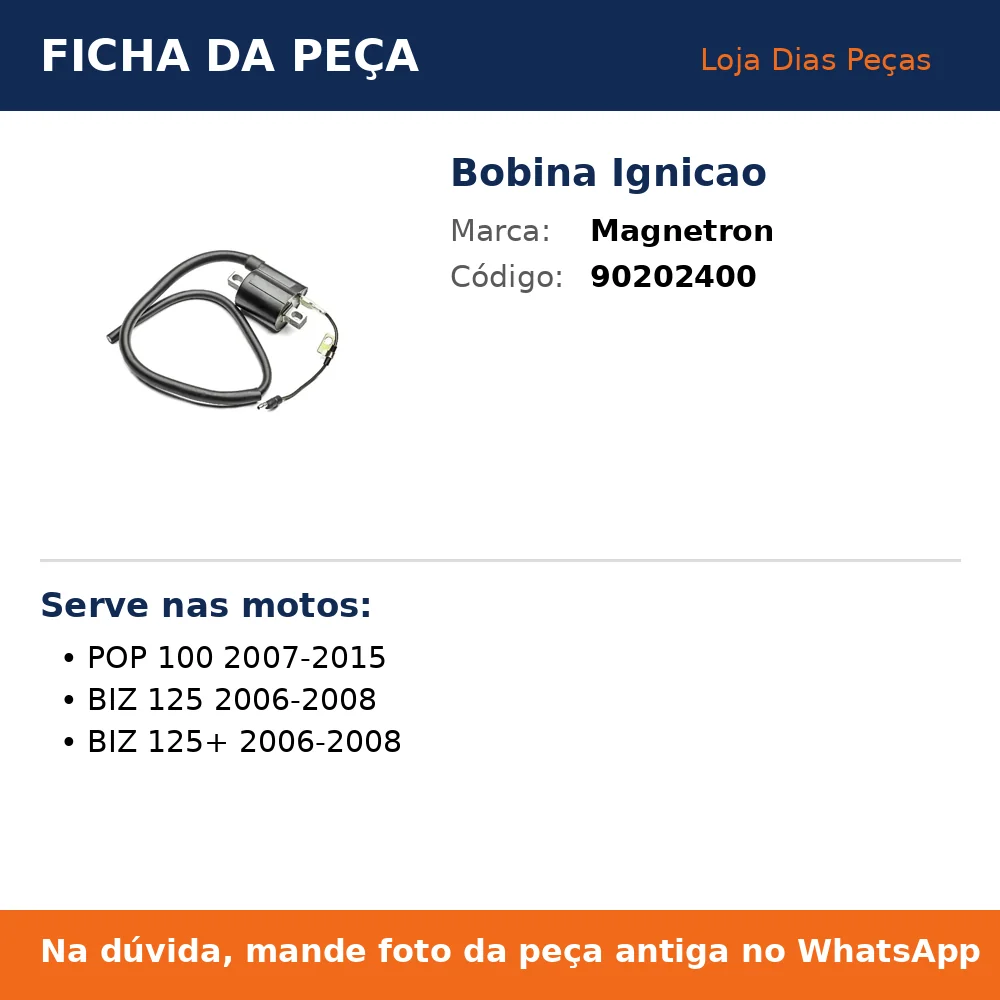 FICHA DA PEÇA
Loja Dias Peças
Bobina Ignicao
Marca: Magnetron
Código: 90202400
Serve nas motos:
• POP 100 2007-2015
• BIZ 125 2006-2008
• BIZ 125+ 2006-2008
Na dúvida, mande foto da peça antiga no WhatsApp